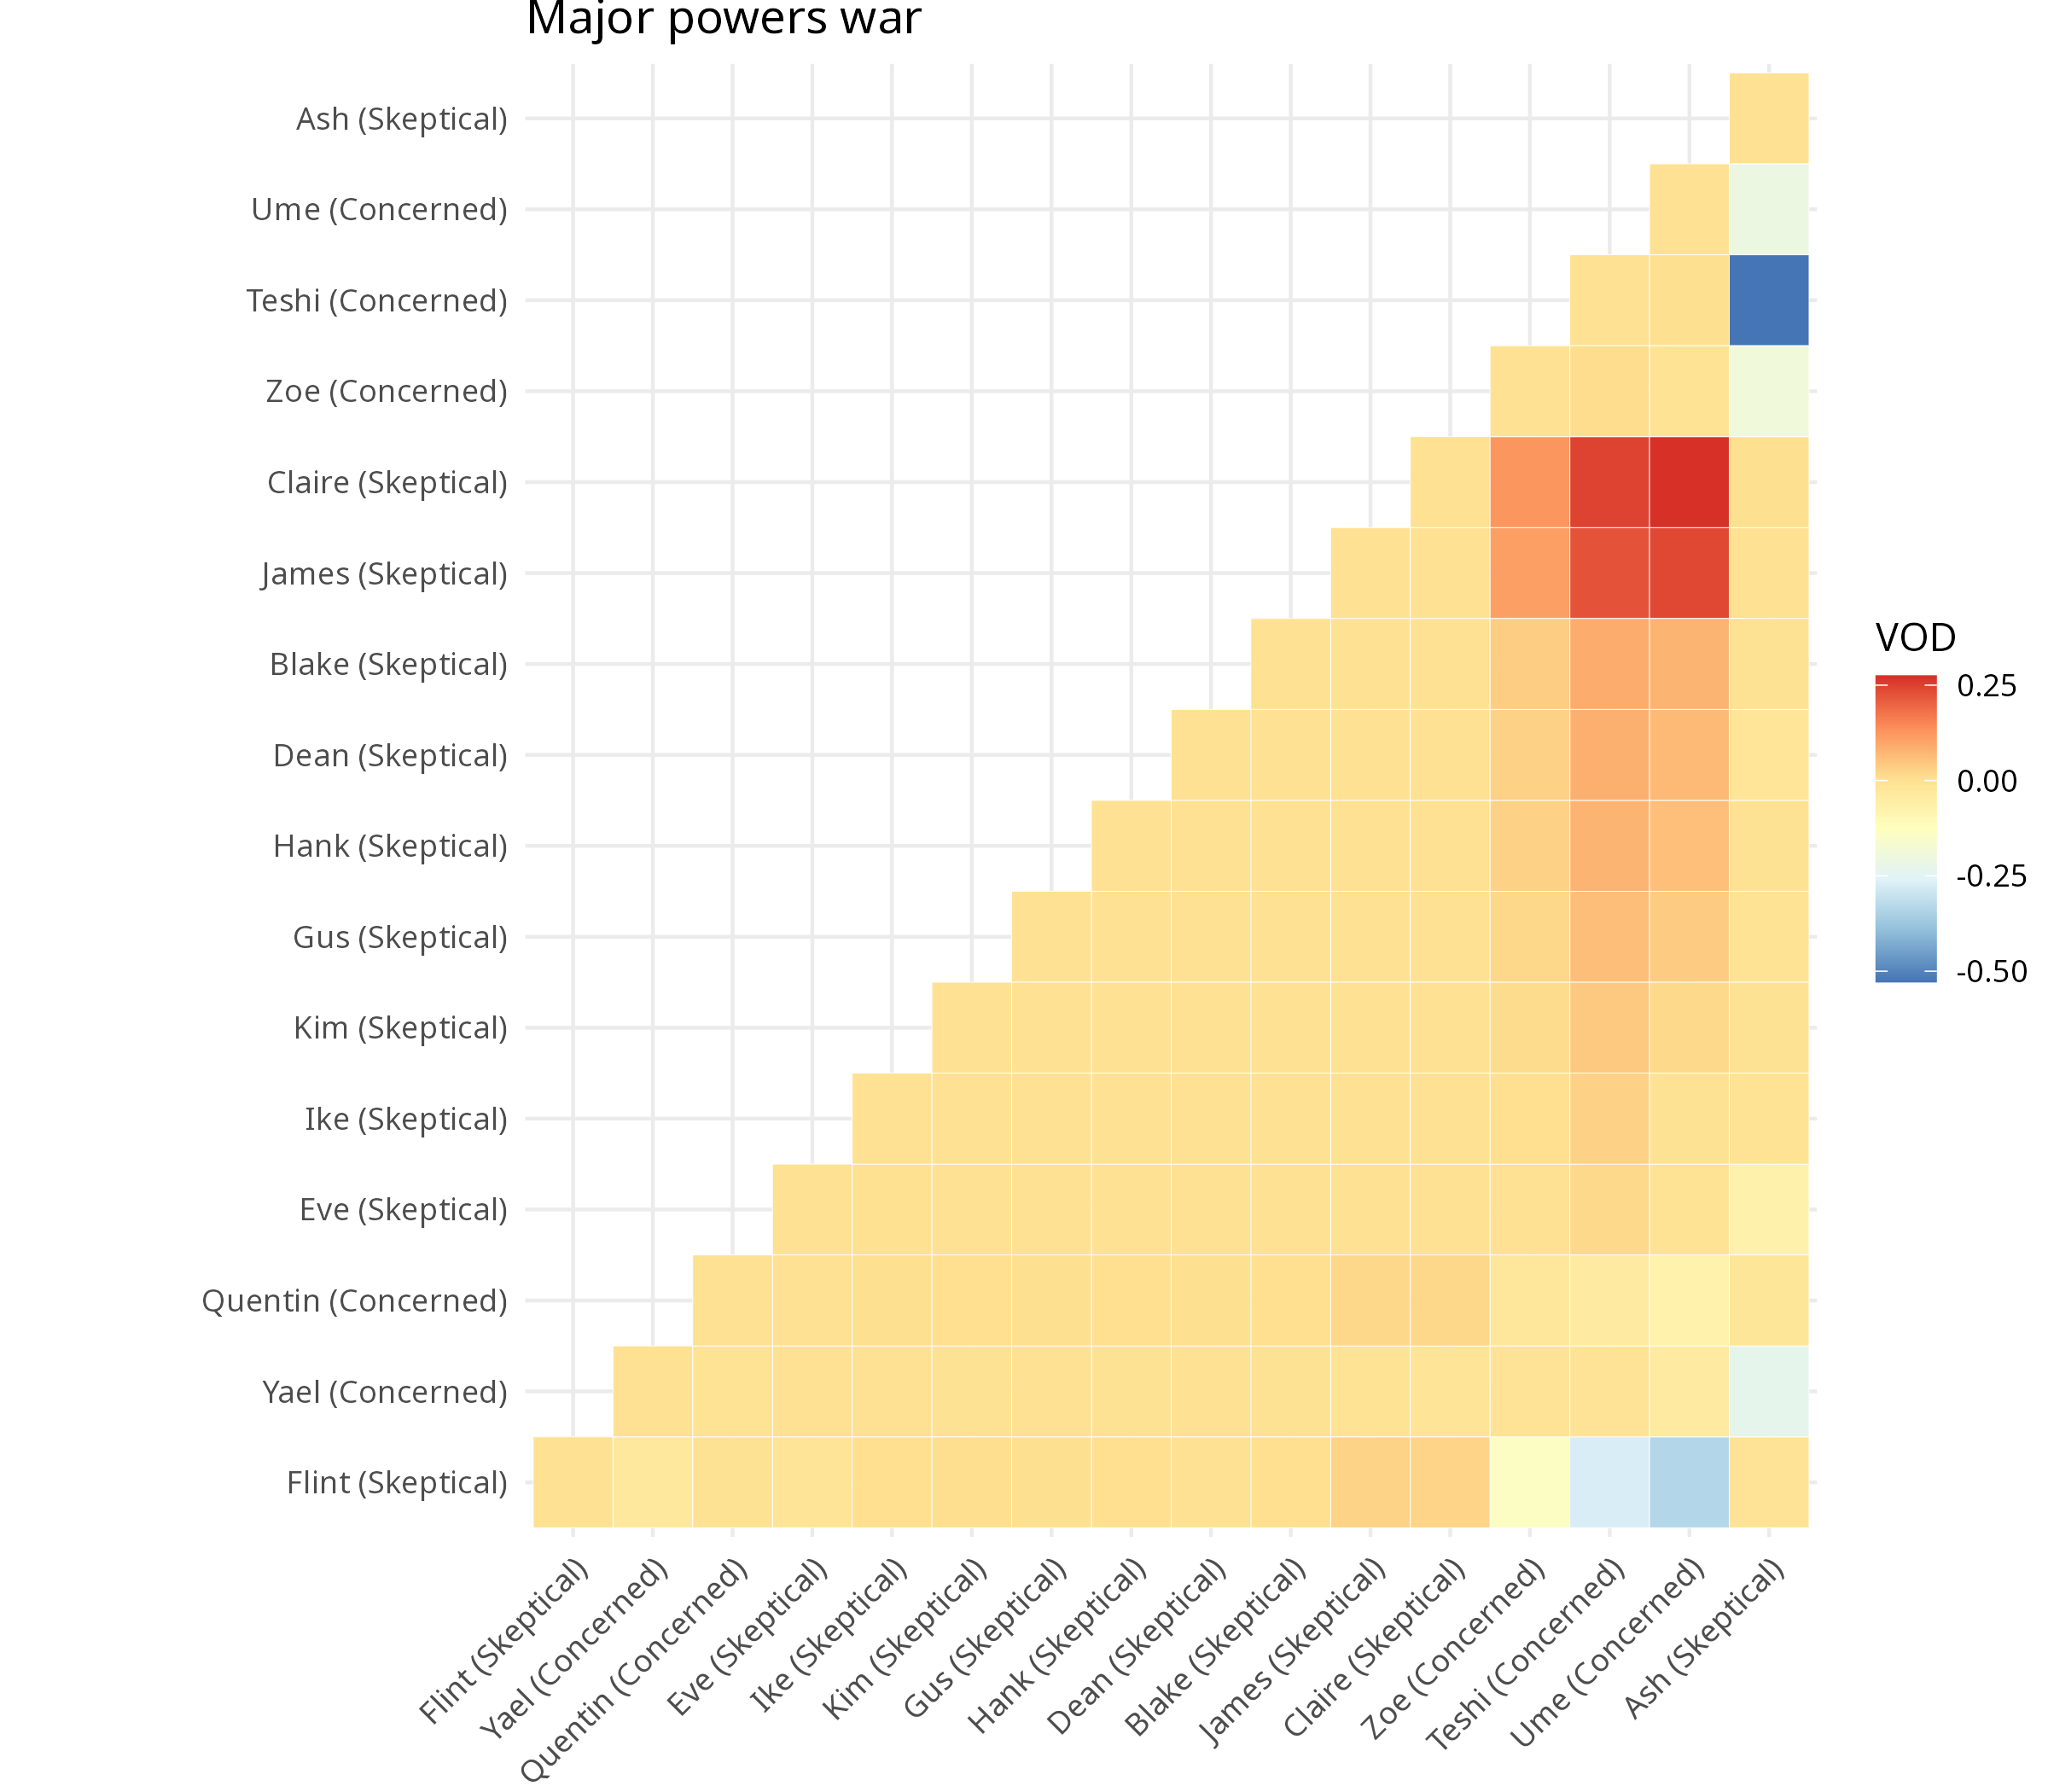 Major powers war
Ash (Skeptical)
Ume (Concerned)
Teshi (Concerned)
Zoe (Concerned)
Claire (Skeptical)
James (Skeptical)
Blake (Skeptical)
Dean (Skeptical)
Hank (Skeptical)
Gus (Skeptical)
Kim (Skeptical)
Ike (Skeptical)
Eve (Skeptical)
Quentin (Concerned)
Yael (Concerned)
Flint (Skeptical)
Flint (Skeptical)
Yael (Concerned)
Quentin (Concerned)
Eve (Skeptical)
Ike (Skeptical)
Kim (Skeptical)
Gus (Skeptical)
Hank (Skeptical)
Dean (Skeptical)
Blake (Skeptical)
James (Skeptical)
Claire (Skeptical)
Zoe (Concerned)
Teshi (Concerned)
Ume (Concerned)
Ash (Skeptical)
VOD
0.25
0.00
-0.25
-0.50